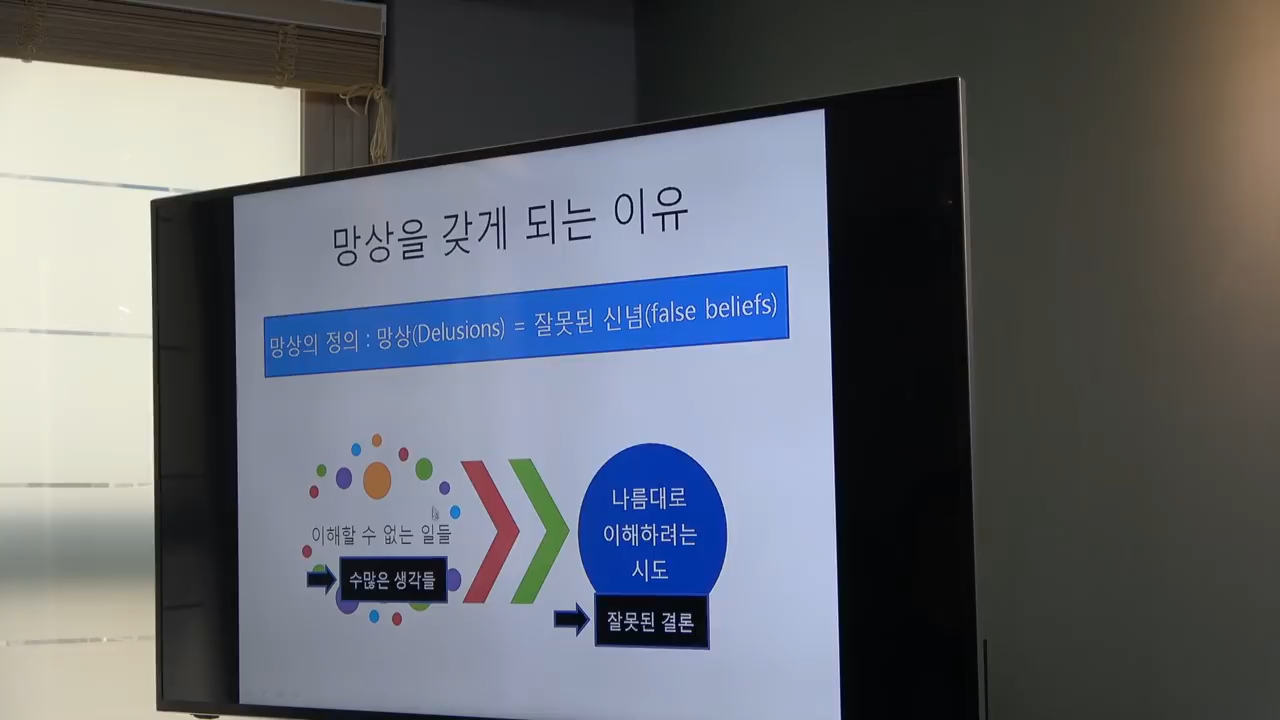 망상을 갖게 되는 이유
망상의 정의 : 망상(Delusions) = 잘못된 신념(false beliefs)
이해할 수 없는 일들
수많은 생각들
나름대로
이해하려는
시도
잘못된 결론